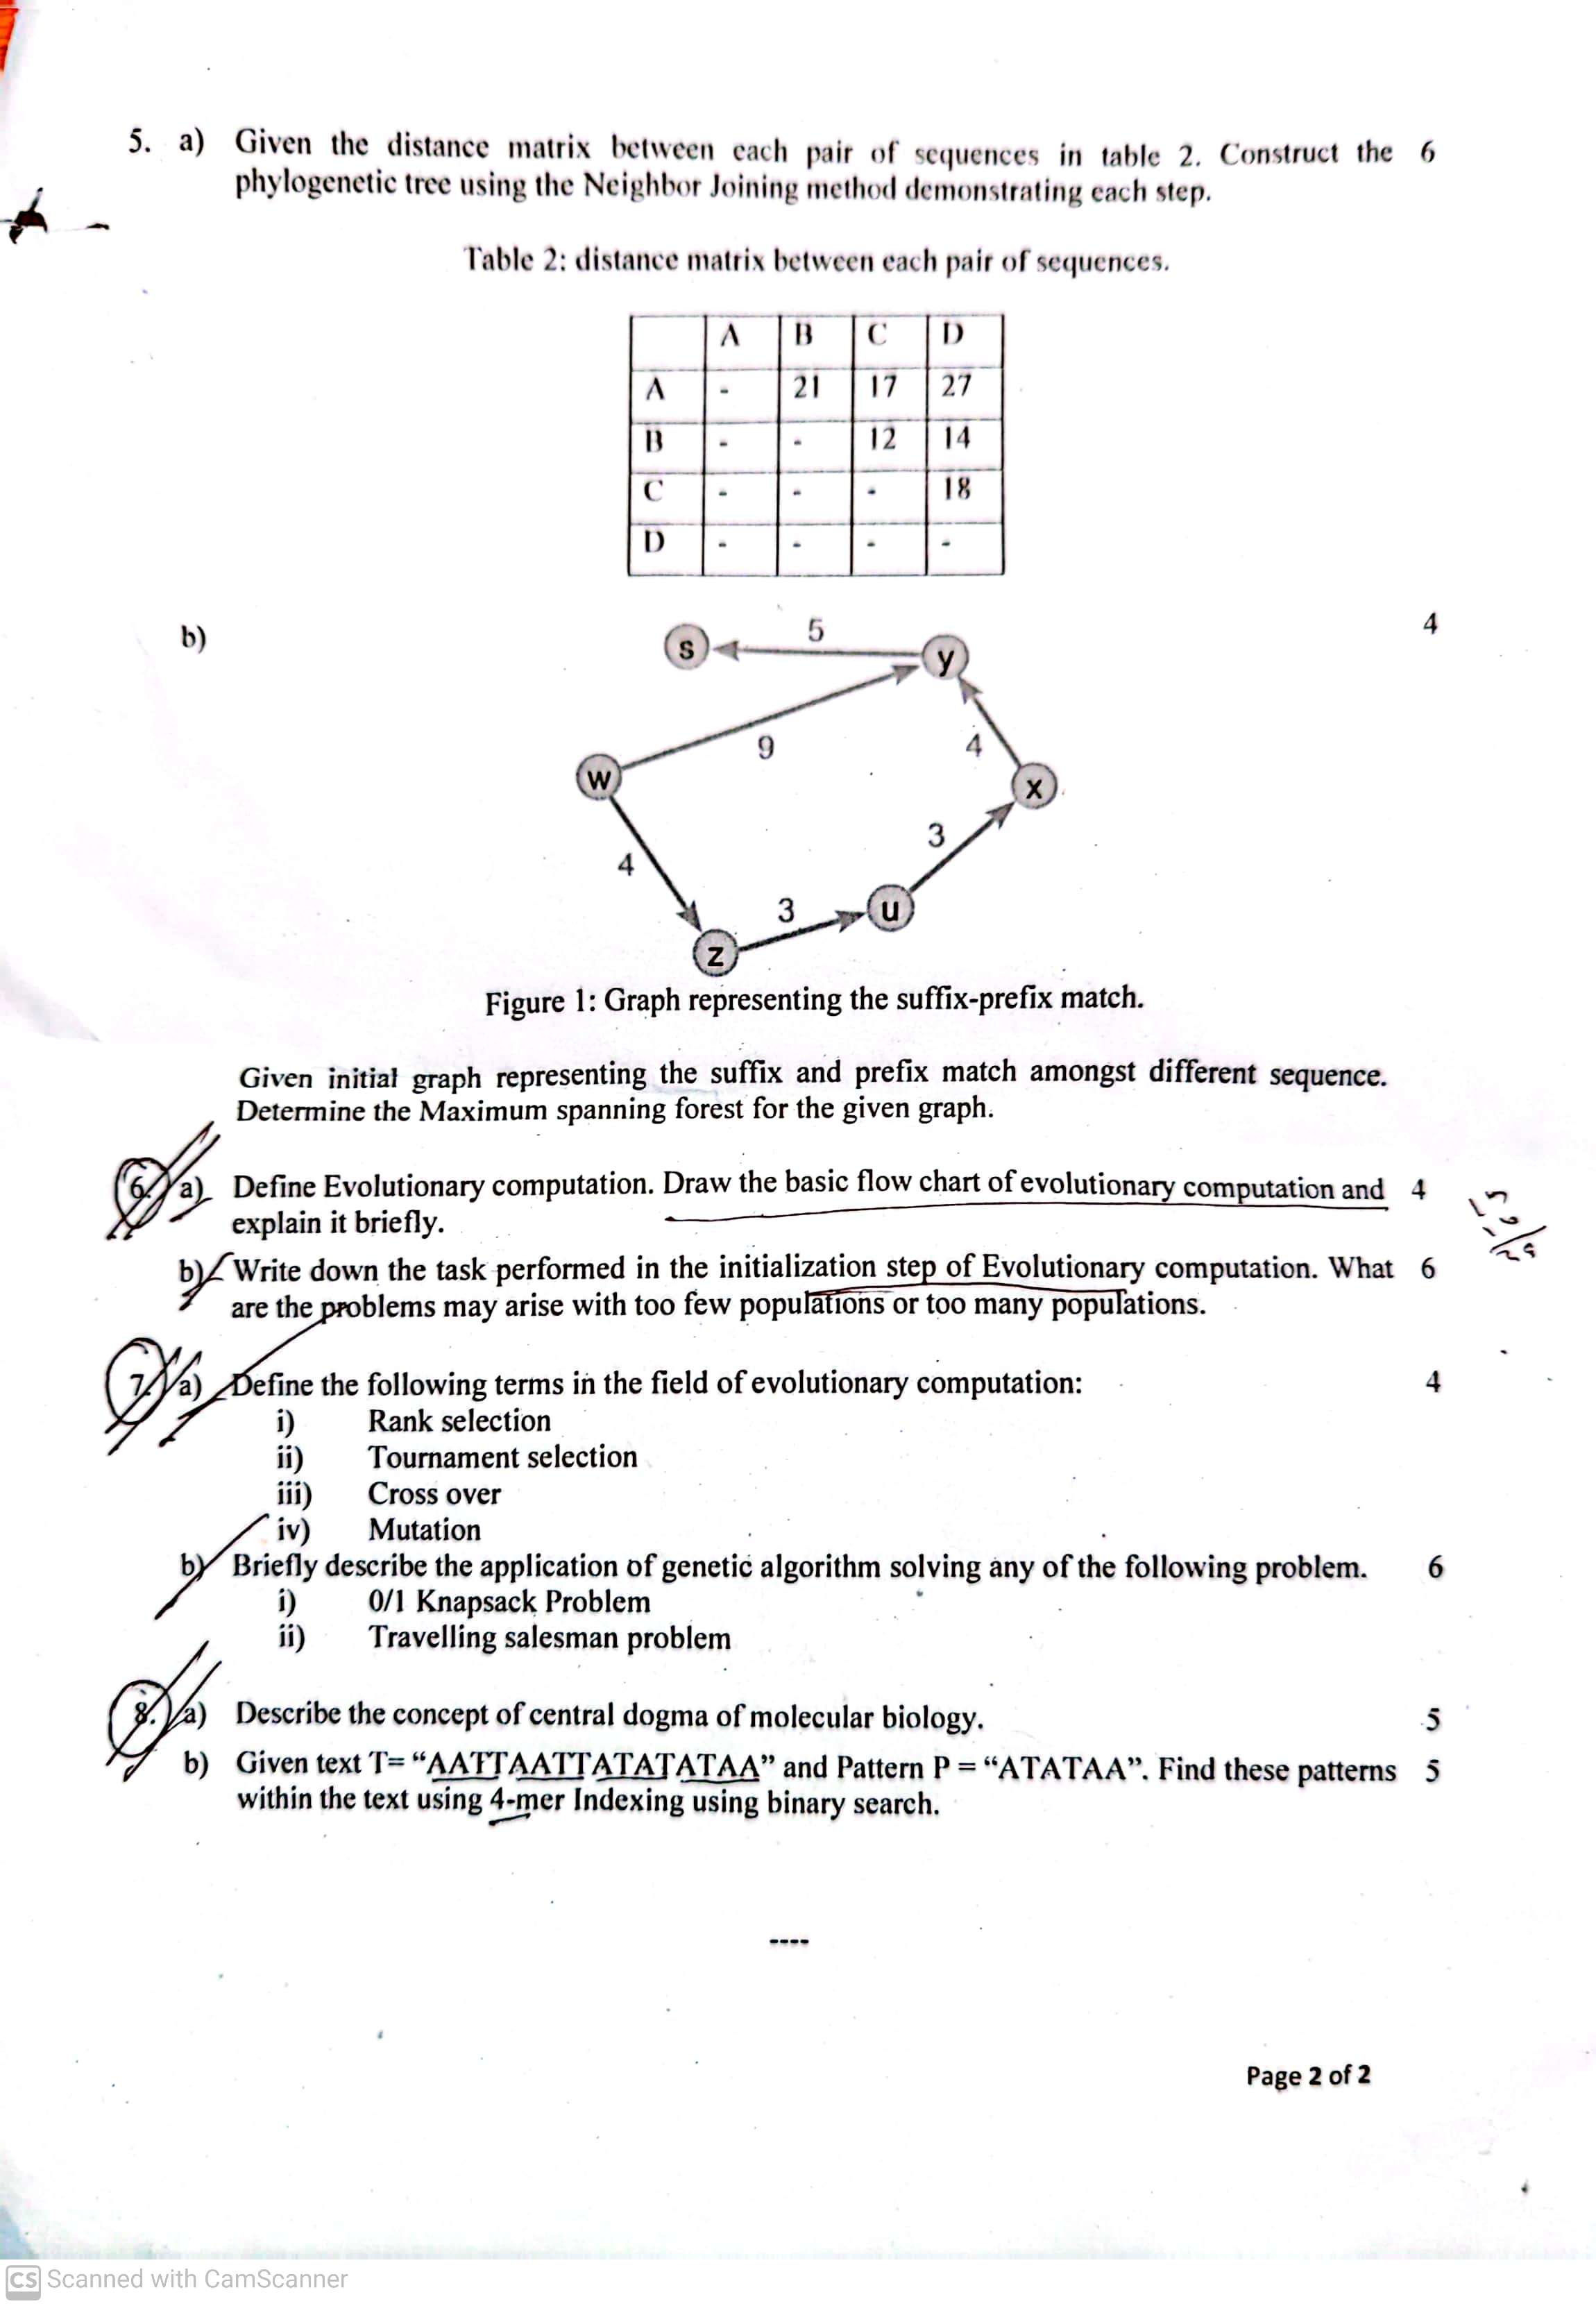 5. a) Given the distance matrix between each pair of sequences in table 2. Construct the 6
phylogenetic tree using the Neighbor Joining method demonstrating each step.
Table 2: distance matrix between each pair of sequences.
A B C D
A - 21 17 27
B - - 12 14
C - - - 18
D - - - -
b) 4
s 5 y
9 4
w x
4 3
3 u
z
Figure 1: Graph representing the suffix-prefix match.
Given initial graph representing the suffix and prefix match amongst different sequence.
Determine the Maximum spanning forest for the given graph.
6. a) Define Evolutionary computation. Draw the basic flow chart of evolutionary computation and 4
explain it briefly.
b) Write down the task performed in the initialization step of Evolutionary computation. What 6
are the problems may arise with too few populations or too many populations.
7. a) Define the following terms in the field of evolutionary computation: 4
i) Rank selection
ii) Tournament selection
iii) Cross over
iv) Mutation
b) Briefly describe the application of genetic algorithm solving any of the following problem. 6
i) 0/1 Knapsack Problem
ii) Travelling salesman problem
8. a) Describe the concept of central dogma of molecular biology. 5
b) Given text T= “AATTAATTATATATAA” and Pattern P = “ATATAA”. Find these patterns 5
within the text using 4-mer Indexing using binary search.
----
Page 2 of 2
CS Scanned with CamScanner